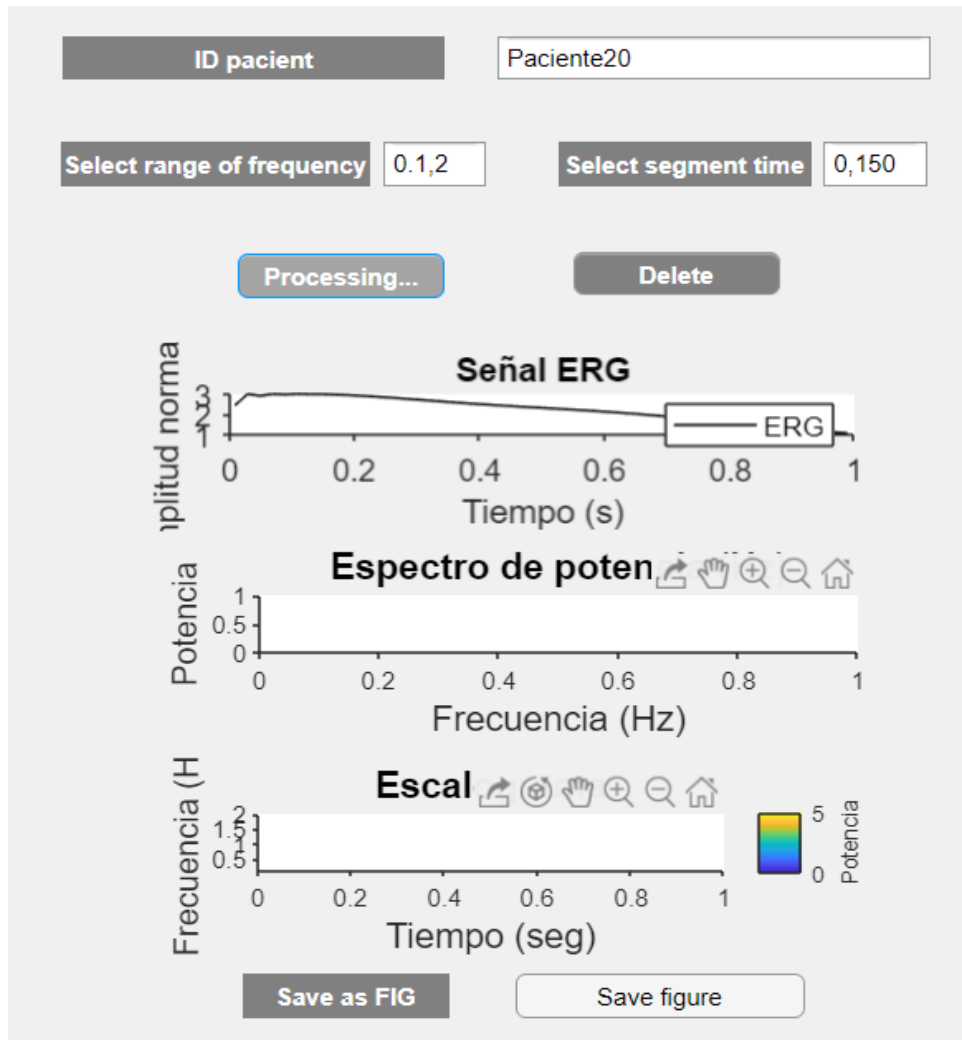 ID pacient
Paciente20
Select range of frequency
0.1,2
Select segment time
0,150
Processing...
Delete
Señal ERG
nplitud norma
3
2
1
ERG
0 0.2 0.4 0.6 0.8 1
Tiempo (s)
Espectro de poten
Potencia
1
0.5
0
0 0.2 0.4 0.6 0.8 1
Frecuencia (Hz)
Escal
Frecuencia (H
2
1.5
1
0.5
0 0.2 0.4 0.6 0.8 1
Tiempo (seg)
5
0
Potencia
Save as FIG
Save figure